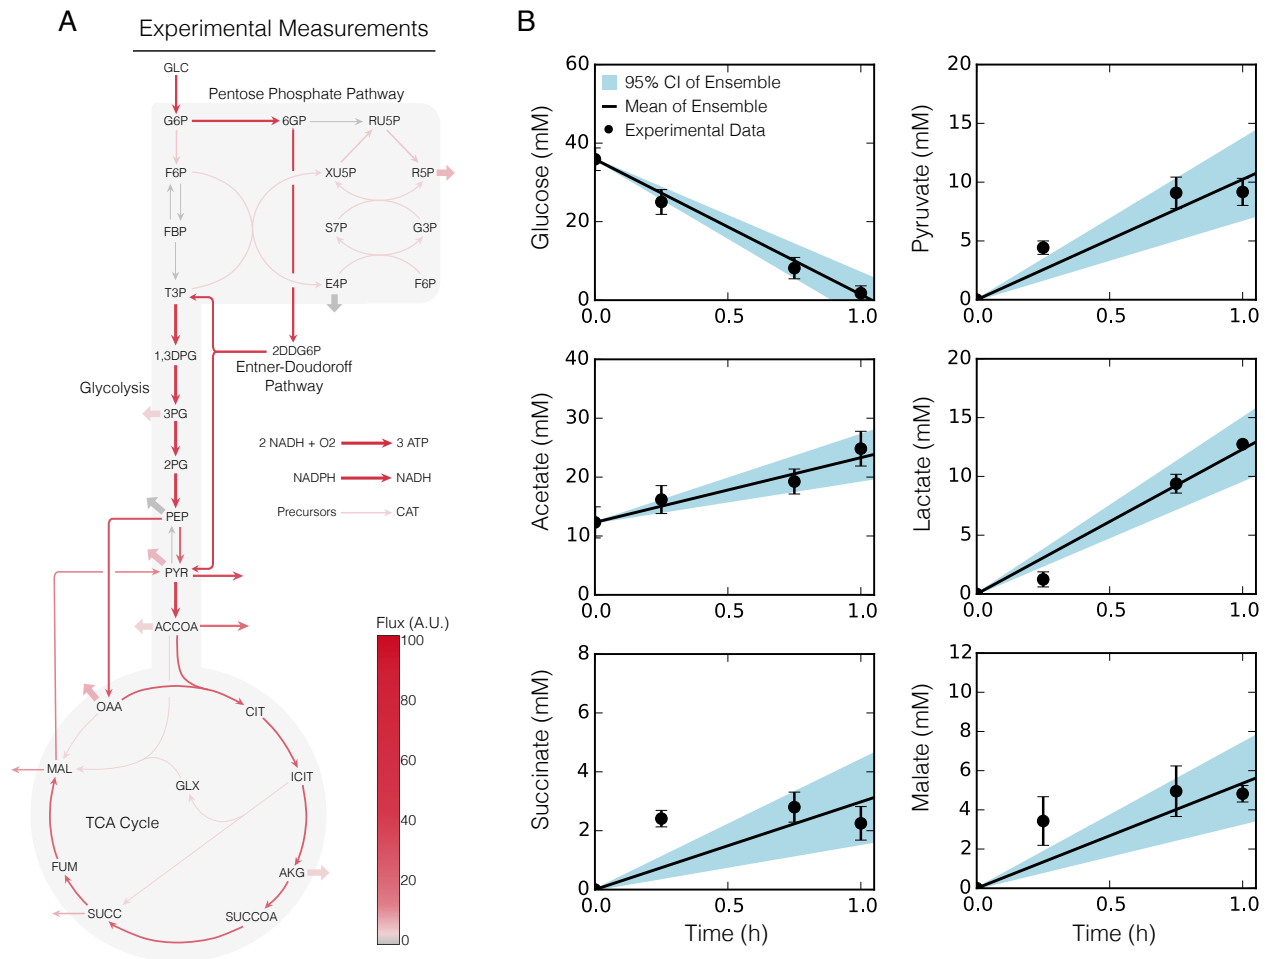 A
Experimental Measurements
GLC
Pentose Phosphate Pathway
G6P
6GP
RU5P
F6P
XU5P
R5P
FBP
S7P
G3P
T3P
E4P
F6P
1,3DPG
2DDG6P
Entner-Doudoroff
Pathway
Glycolysis
3PG
2 NADH + O2
3 ATP
2PG
NADPH
NADH
PEP
Precursors
CAT
PYR
ACCOA
Flux (A.U.)
100
80
60
40
20
0
OAA
CIT
MAL
ICIT
GLX
TCA Cycle
FUM
AKG
SUCC
SUCCOA
B
60
40
20
0
Glucose (mM)
95% CI of Ensemble
Mean of Ensemble
Experimental Data
0.0
0.5
1.0
20
15
10
5
0
Pyruvate (mM)
0.0
0.5
1.0
40
30
20
10
0
Acetate (mM)
0.0
0.5
1.0
20
15
10
5
0
Lactate (mM)
0.0
0.5
1.0
8
6
4
2
0
Succinate (mM)
0.0
0.5
1.0
Time (h)
12
10
8
6
4
2
0
Malate (mM)
0.0
0.5
1.0
Time (h)